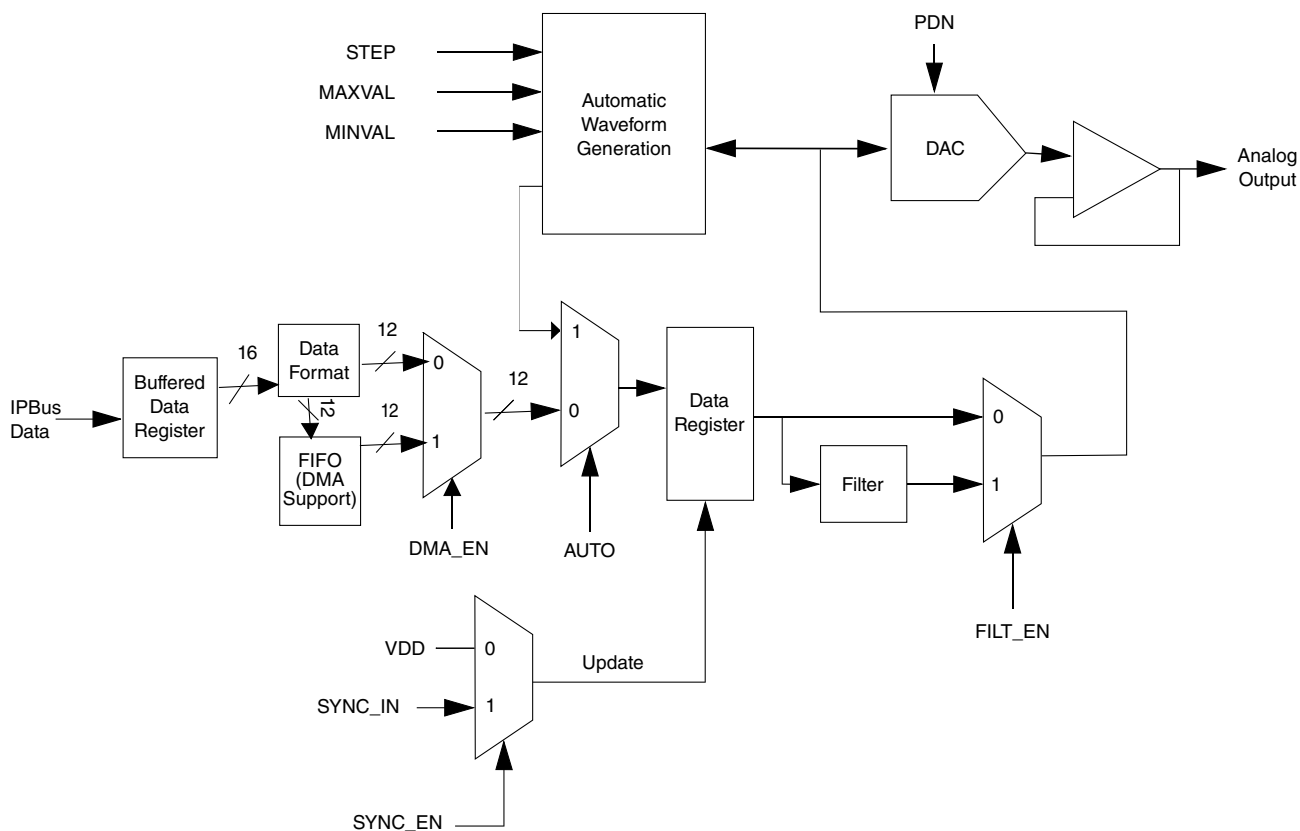 PDN
STEP
MAXVAL
MINVAL
Automatic
Waveform
Generation
DAC
Analog
Output
16
Data
Format
12
0
12
12
1
12
1
0
IPBus
Data
Buffered
Data
Register
FIFO
(DMA
Support)
Data
Register
0
Filter
1
DMA_EN
AUTO
FILT_EN
VDD
0
Update
SYNC_IN
1
SYNC_EN